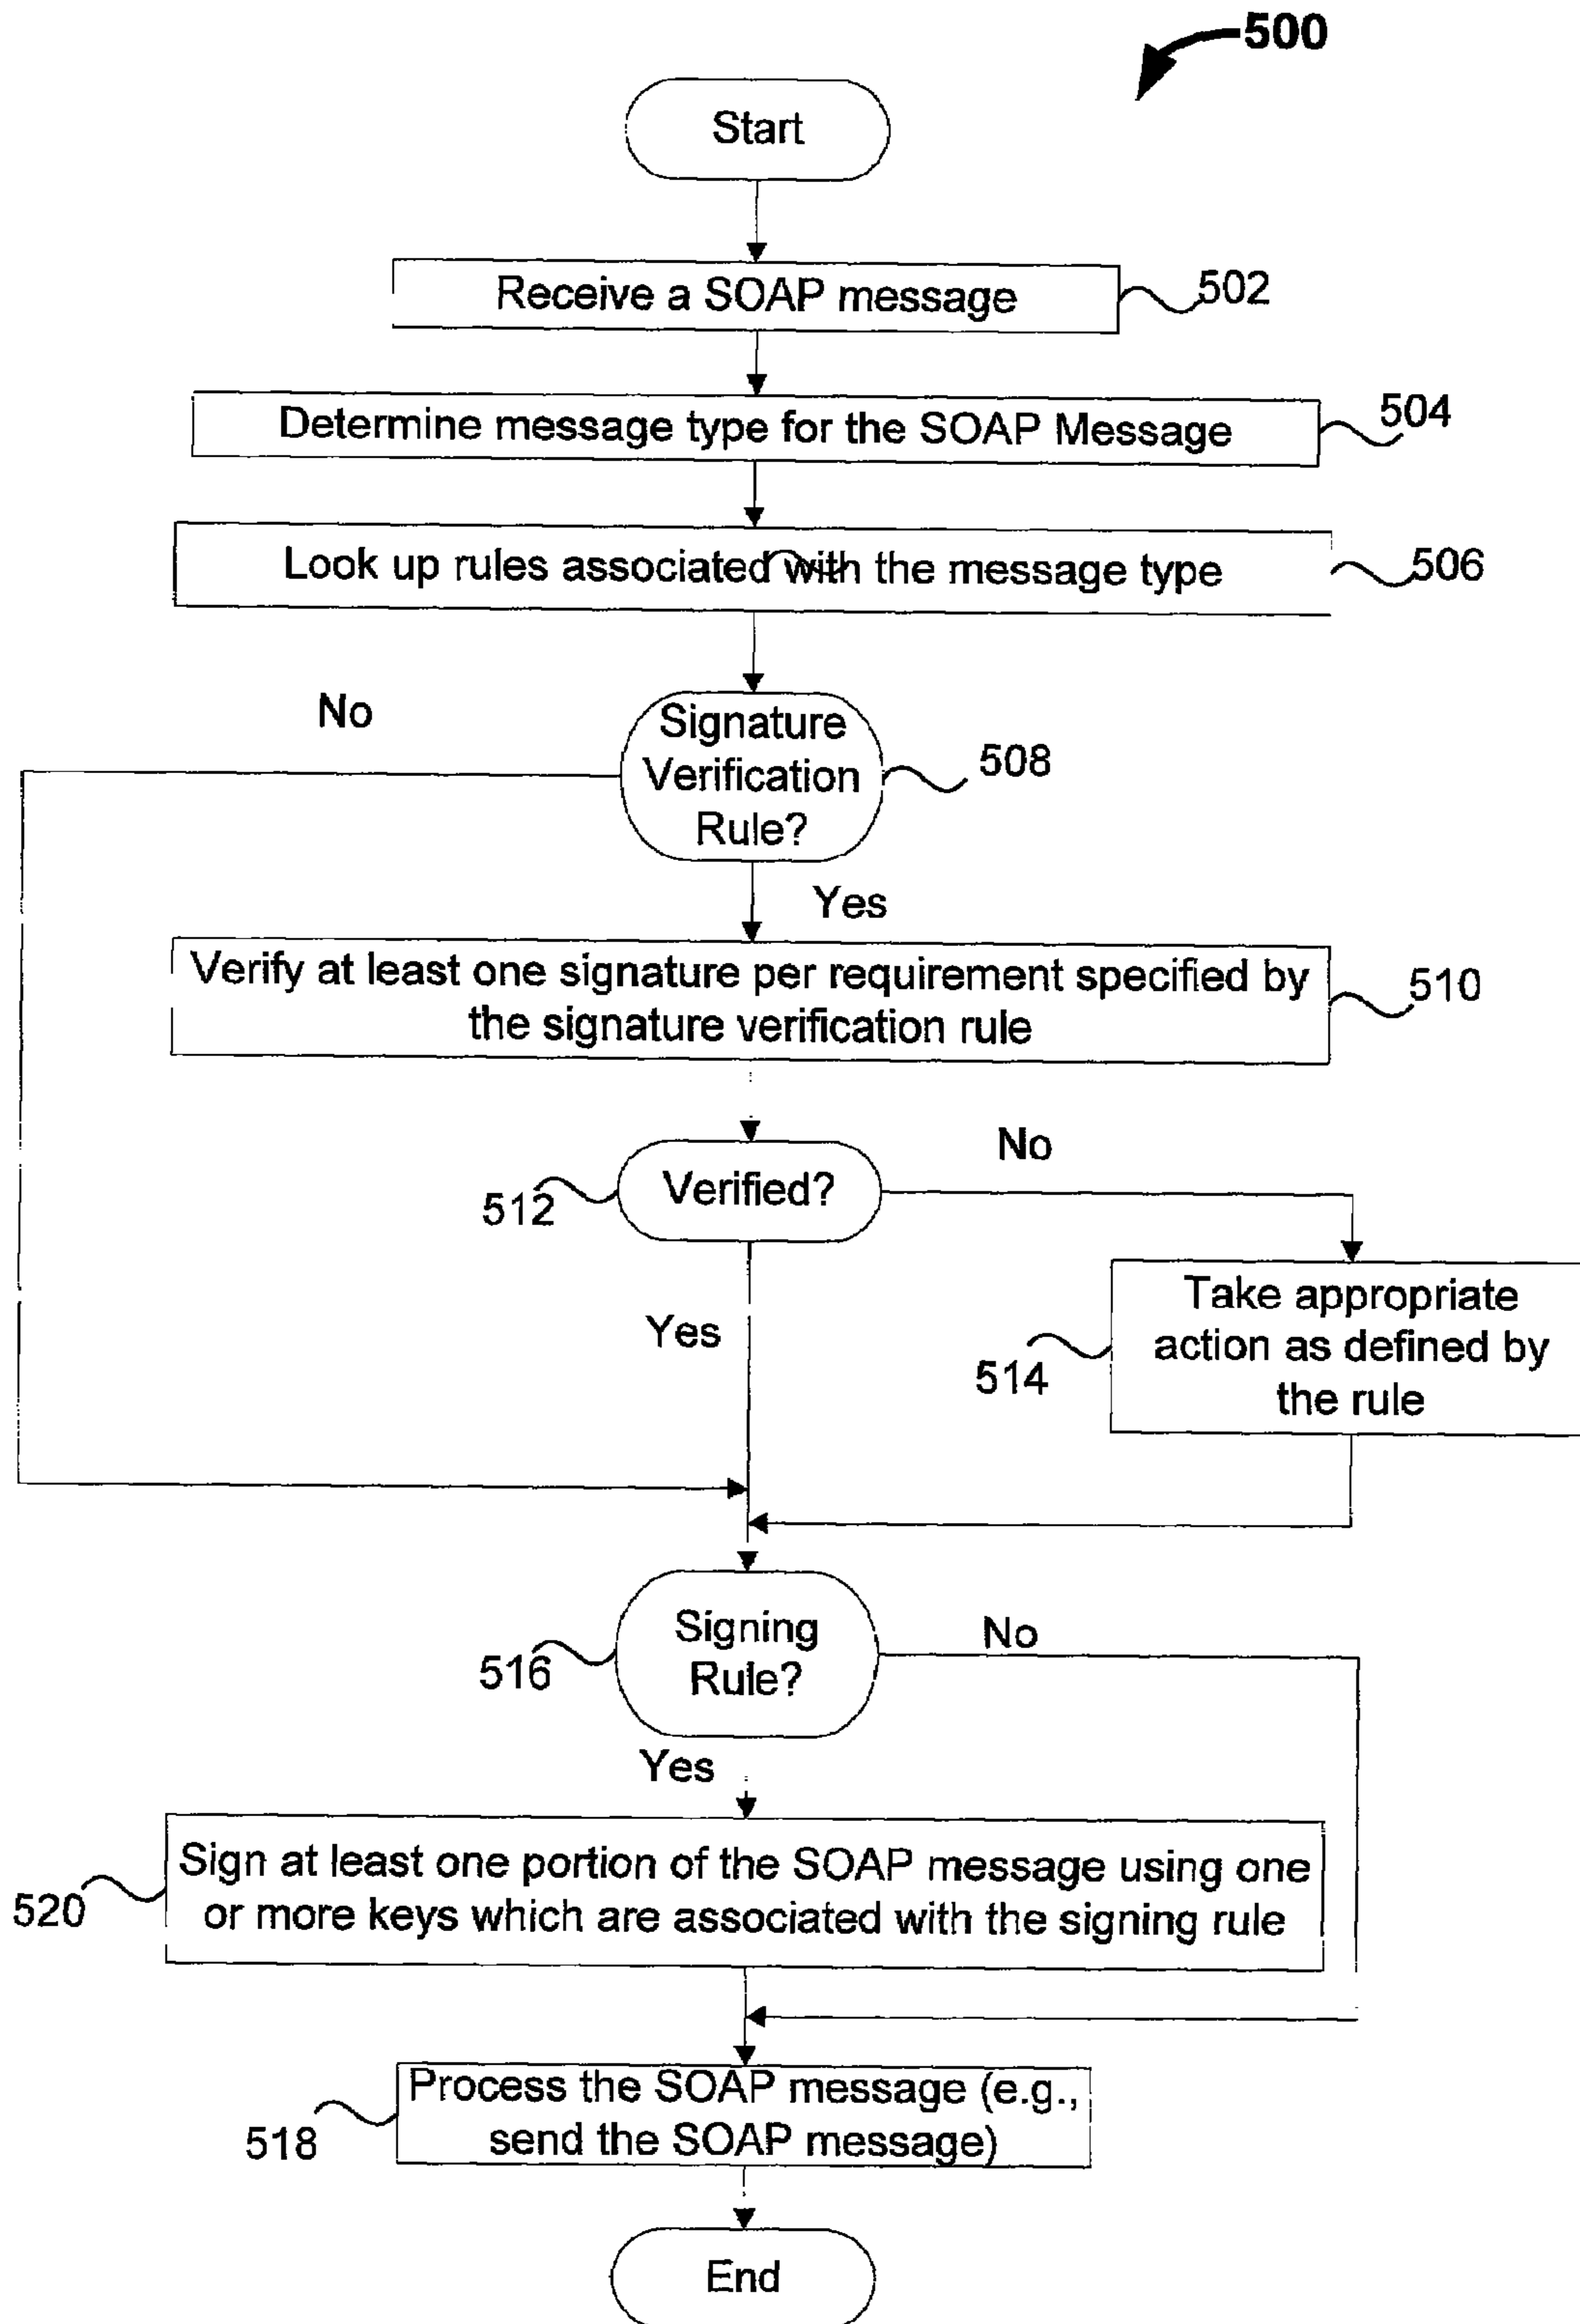 500
Start
Receive a SOAP message
502
Determine message type for the SOAP Message
504
Look up rules associated with the message type
506
No
Signature
Verification
Rule?
508
Yes
Verify at least one signature per requirement specified by
the signature verification rule
510
No
Verified?
512
Yes
Take appropriate
action as defined by
the rule
514
Signing
Rule?
No
516
Yes
Sign at least one portion of the SOAP message using one
or more keys which are associated with the signing rule
520
Process the SOAP message (e.g.,
send the SOAP message)
518
End